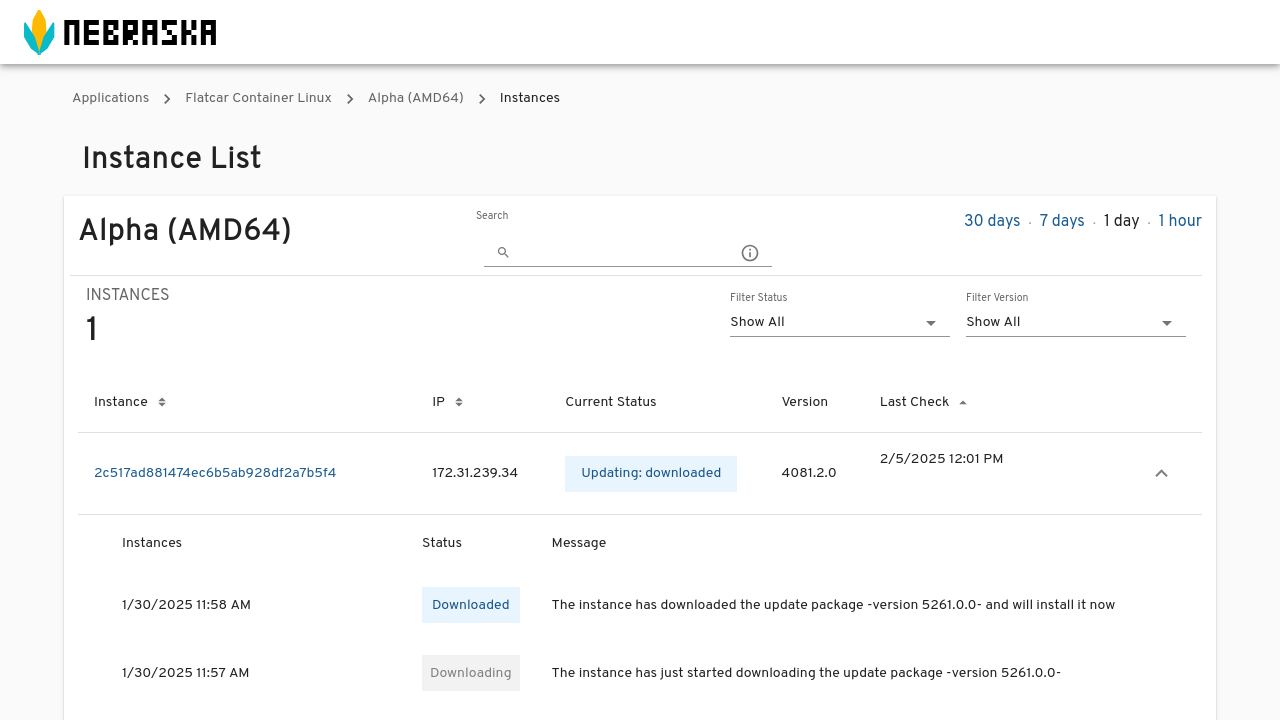 NEBRASKA
Applications > Flatcar Container Linux > Alpha (AMD64) > Instances
Instance List
Alpha (AMD64)
Search
30 days . 7 days . 1 day . 1 hour
INSTANCES
1
Filter Status
Show All
Filter Version
Show All
Instance IP Current Status Version Last Check
2c517ad881474ec6b5ab928df2a7b5f4 172.31.239.34 Updating: downloaded 4081.2.0 2/5/2025 12:01 PM
Instances Status Message
1/30/2025 11:58 AM Downloaded The instance has downloaded the update package -version 5261.0.0- and will install it now
1/30/2025 11:57 AM Downloading The instance has just started downloading the update package -version 5261.0.0-